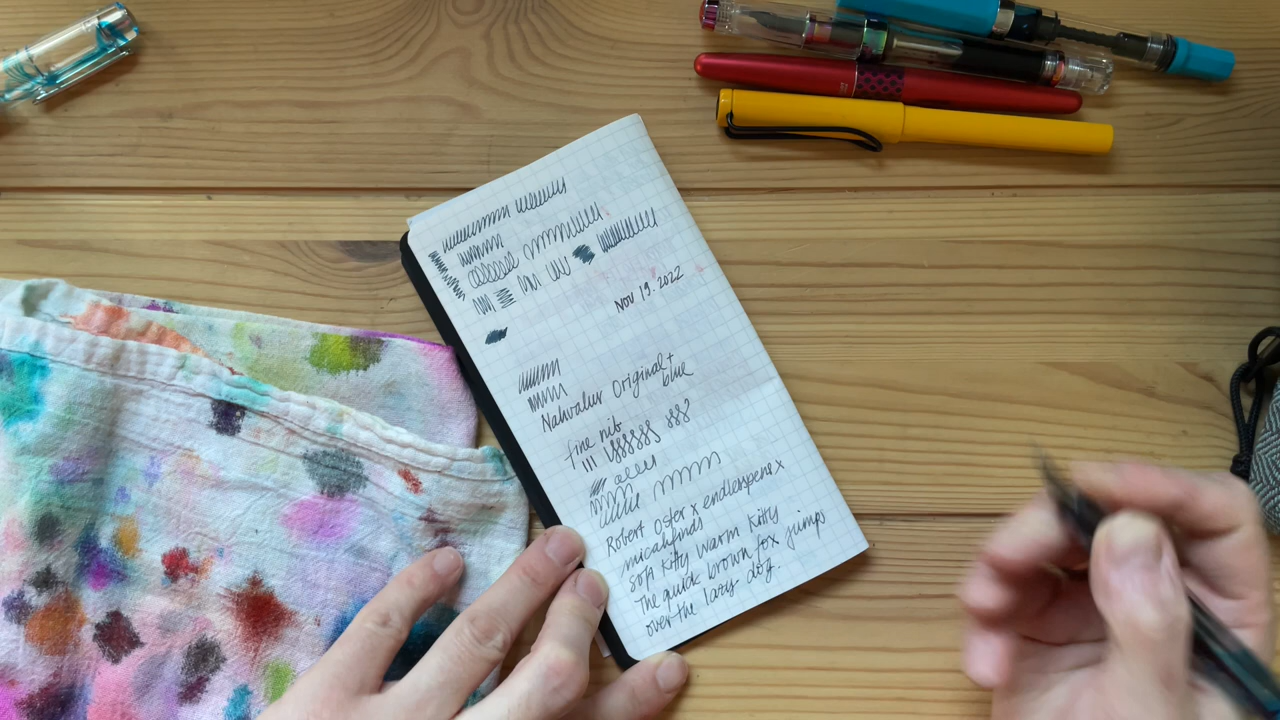 Nov 19. 2022
Nahvalur Original+
blue
fine nib
Robert Oster x endlesspens x
micahfinds
soft kitty warm kitty
The quick brown fox jumps
over the lazy dog.